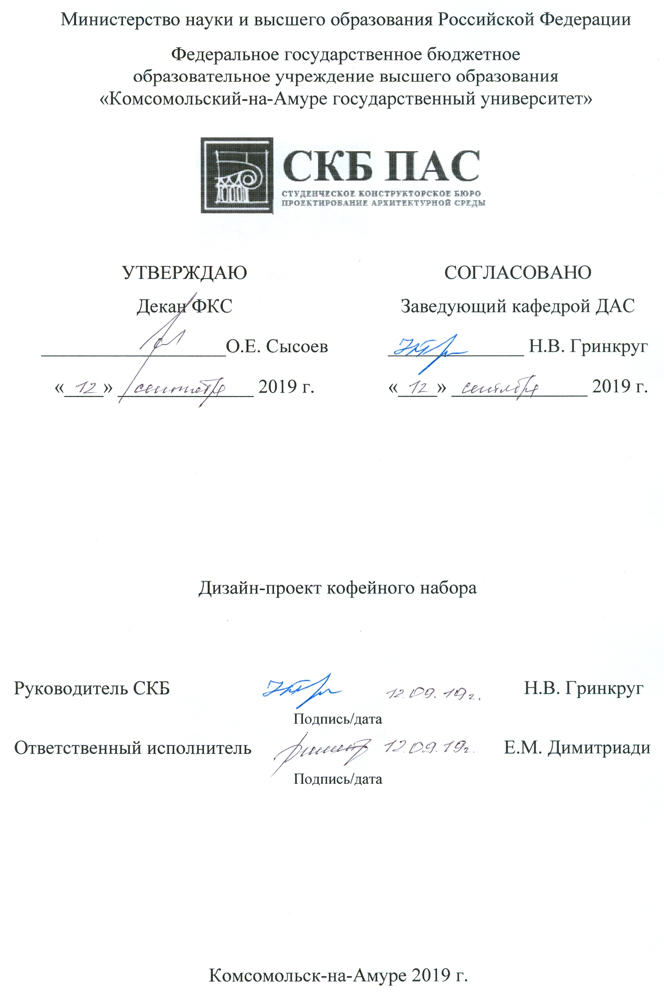 Министерство науки и высшего образования Российской Федерации
Федеральное государственное бюджетное
образовательное учреждение высшего образования
«Комсомольский-на-Амуре государственный университет»
СКБ ПАС
СТУДЕНЧЕСКОЕ КОНСТРУКТОРСКОЕ БЮРО
ПРОЕКТИРОВАНИЕ АРХИТЕКТУРНОЙ СРЕДЫ
УТВЕРЖДАЮ
Декан ФКС
О.Е. Сысоев
«12» сентября 2019 г.
СОГЛАСОВАНО
Заведующий кафедрой ДАС
Н.В. Гринкруг
«12» сентября 2019 г.
Дизайн-проект кофейного набора
Руководитель СКБ 12.09.19г. Н.В. Гринкруг
Подпись/дата
Ответственный исполнитель 12.09.19г. Е.М. Димитриади
Подпись/дата
Комсомольск-на-Амуре 2019 г.